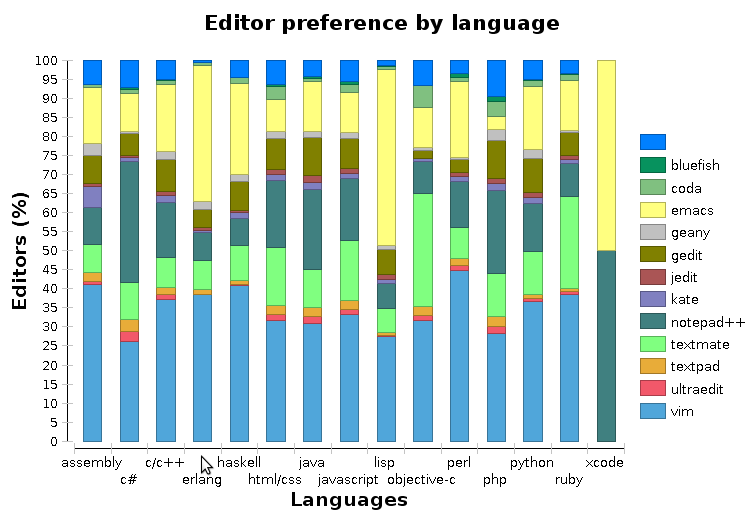 Editor preference by language
100
95
90
85
80
75
70
65
60
55
50
45
40
35
30
25
20
15
10
5
0
Editors (%)
assembly c/c++ haskell java lisp perl python xcode
c# erlang html/css javascript objective-c php ruby
Languages
bluefish
coda
emacs
geany
gedit
jedit
kate
notepad++
textmate
textpad
ultraedit
vim